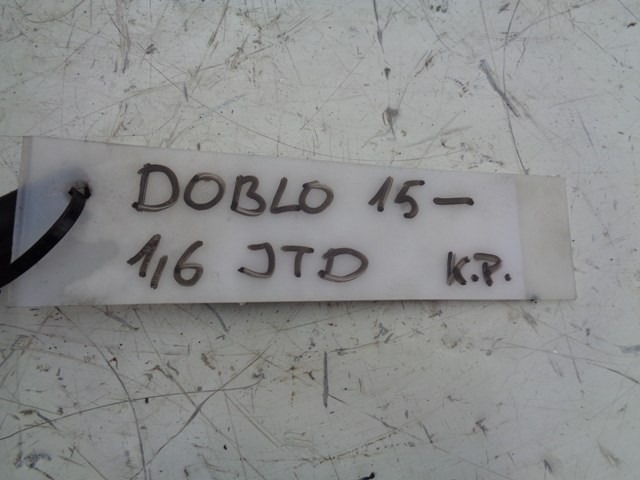 DOBLO 15-
1,6 JTD K.P.